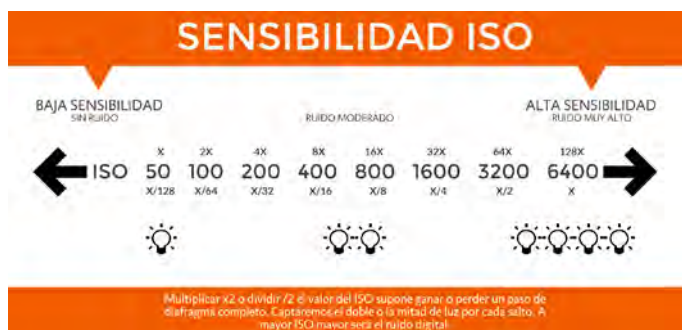 SENSIBILIDAD ISO
BAJA SENSIBILIDAD
SIN RUIDO
RUIDO MODERADO
ALTA SENSIBILIDAD
RUIDO MUY ALTO
X 2X 4X 8X 16X 32X 64X 128X
ISO 50 100 200 400 800 1600 3200 6400
X/128 X/64 X/32 X/16 X/8 X/4 X/2 X
Multiplicar x2 o dividir /2 el valor del ISO supone ganar o perder un paso de
diafragma completo. Captaremos el doble o la mitad de luz por cada salto. A
mayor ISO mayor será el ruido digital